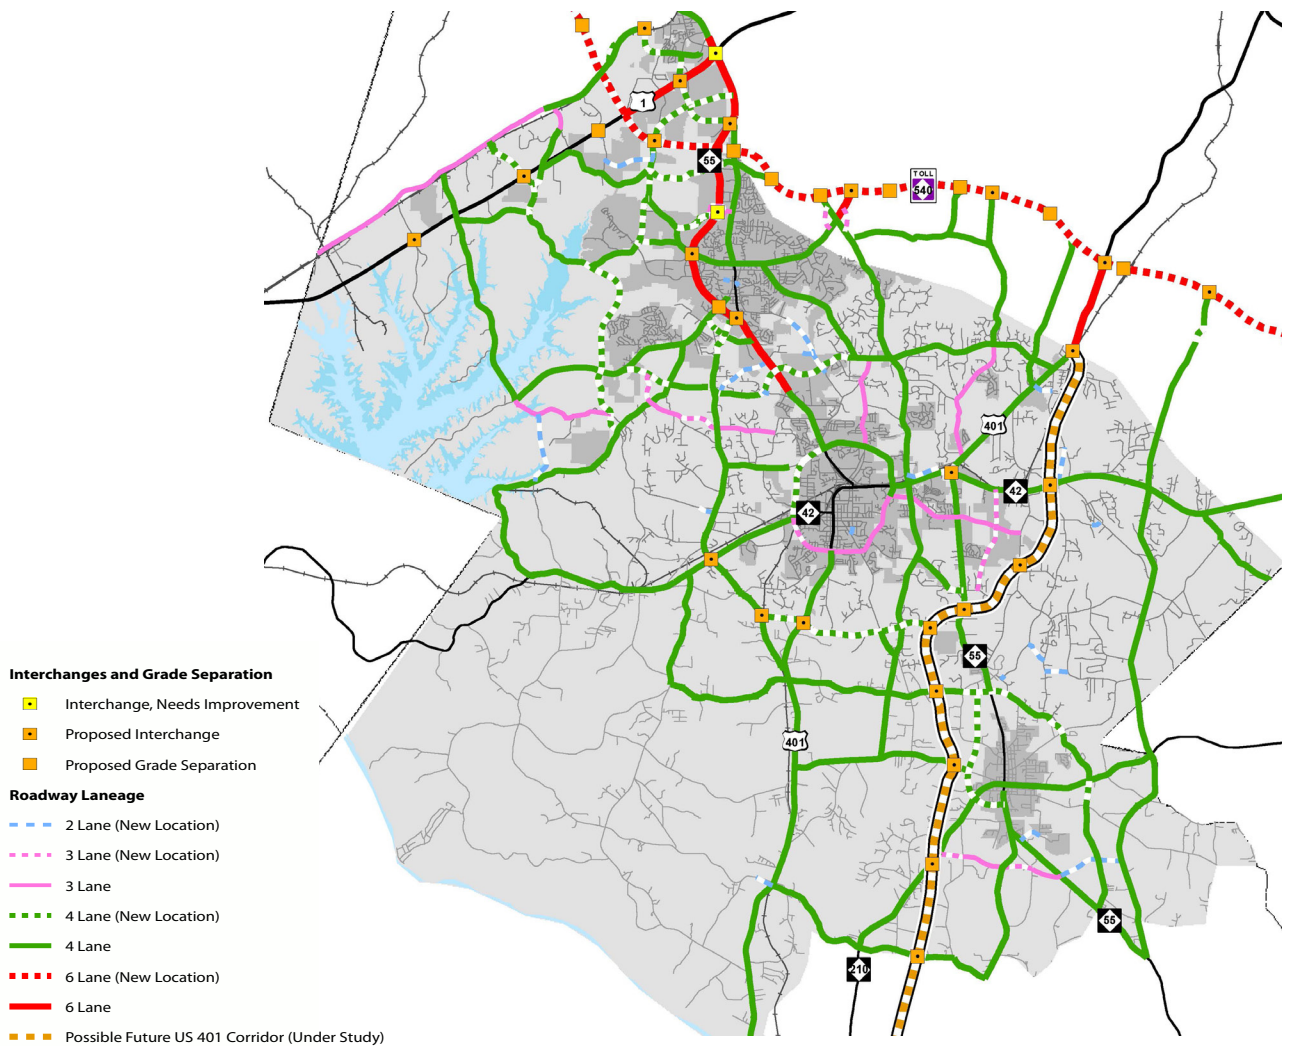 1
55
TOLL
540
401
42
42
55
401
55
210
Interchanges and Grade Separation
Interchange, Needs Improvement
Proposed Interchange
Proposed Grade Separation
Roadway Laneage
2 Lane (New Location)
3 Lane (New Location)
3 Lane
4 Lane (New Location)
4 Lane
6 Lane (New Location)
6 Lane
Possible Future US 401 Corridor (Under Study)